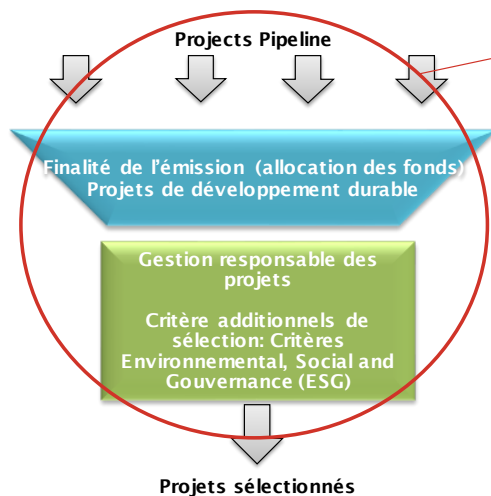 Projects Pipeline
Finalité de l'émission (allocation des fonds)
Projets de développement durable
Gestion responsable des
projets
Critère additionnels de
sélection: Critères
Environnemental, Social and
Gouvernance (ESG)
Projets sélectionnés